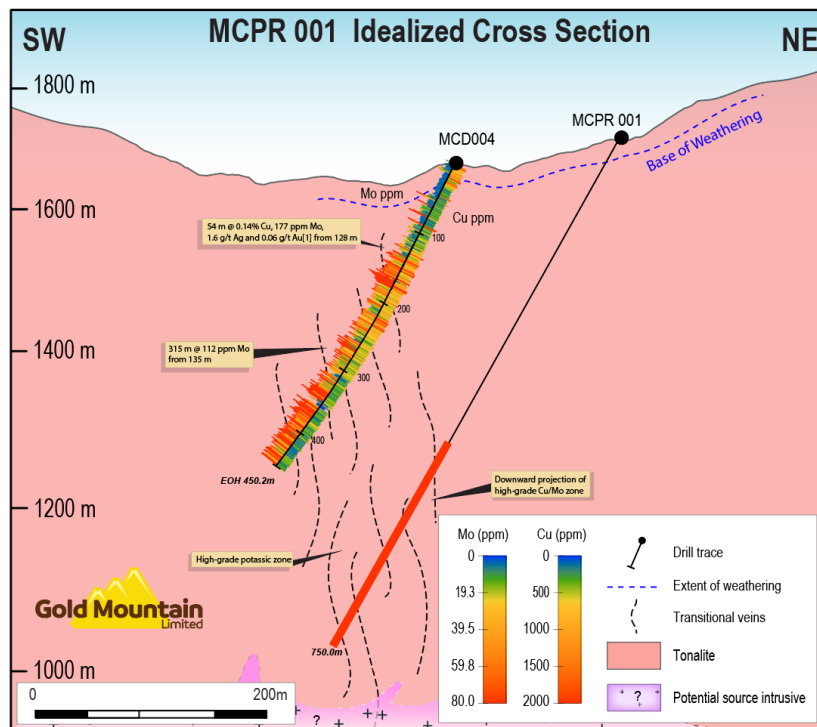 MCPR 001 Idealized Cross Section
SW
NE
1800 m
MCD004
MCPR 001
Base of Weathering
Mo ppm
1600 m
Cu ppm
54 m @ 0.14% Cu, 177 ppm Mo,
1.6 g/t Ag and 0.06 g/t Au[1] from 128 m
100
200
1400 m
315 m @ 112 ppm Mo
from 135 m
300
400
EOH 450.2m
Downward projection of
high-grade Cu/Mo zone
1200 m
High-grade potassic zone
Gold Mountain
Limited
750.0m
1000 m
0
200m
?
Mo (ppm)
0
19.3
39.5
59.8
80.0
Cu (ppm)
0
500
1000
1500
2000
Drill trace
Extent of weathering
Transitional veins
Tonalite
?
Potential source intrusive